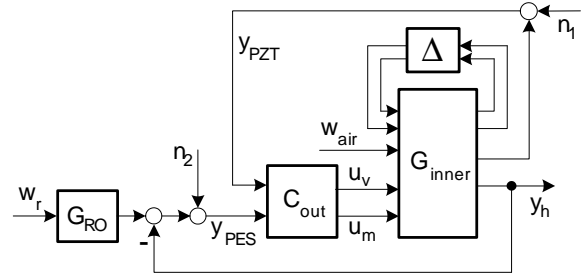 y_PZT
n_1
Δ
w_air
G_inner
n_2
w_r
G_RO
C_out
u_v
y_h
-
y_PES
u_m